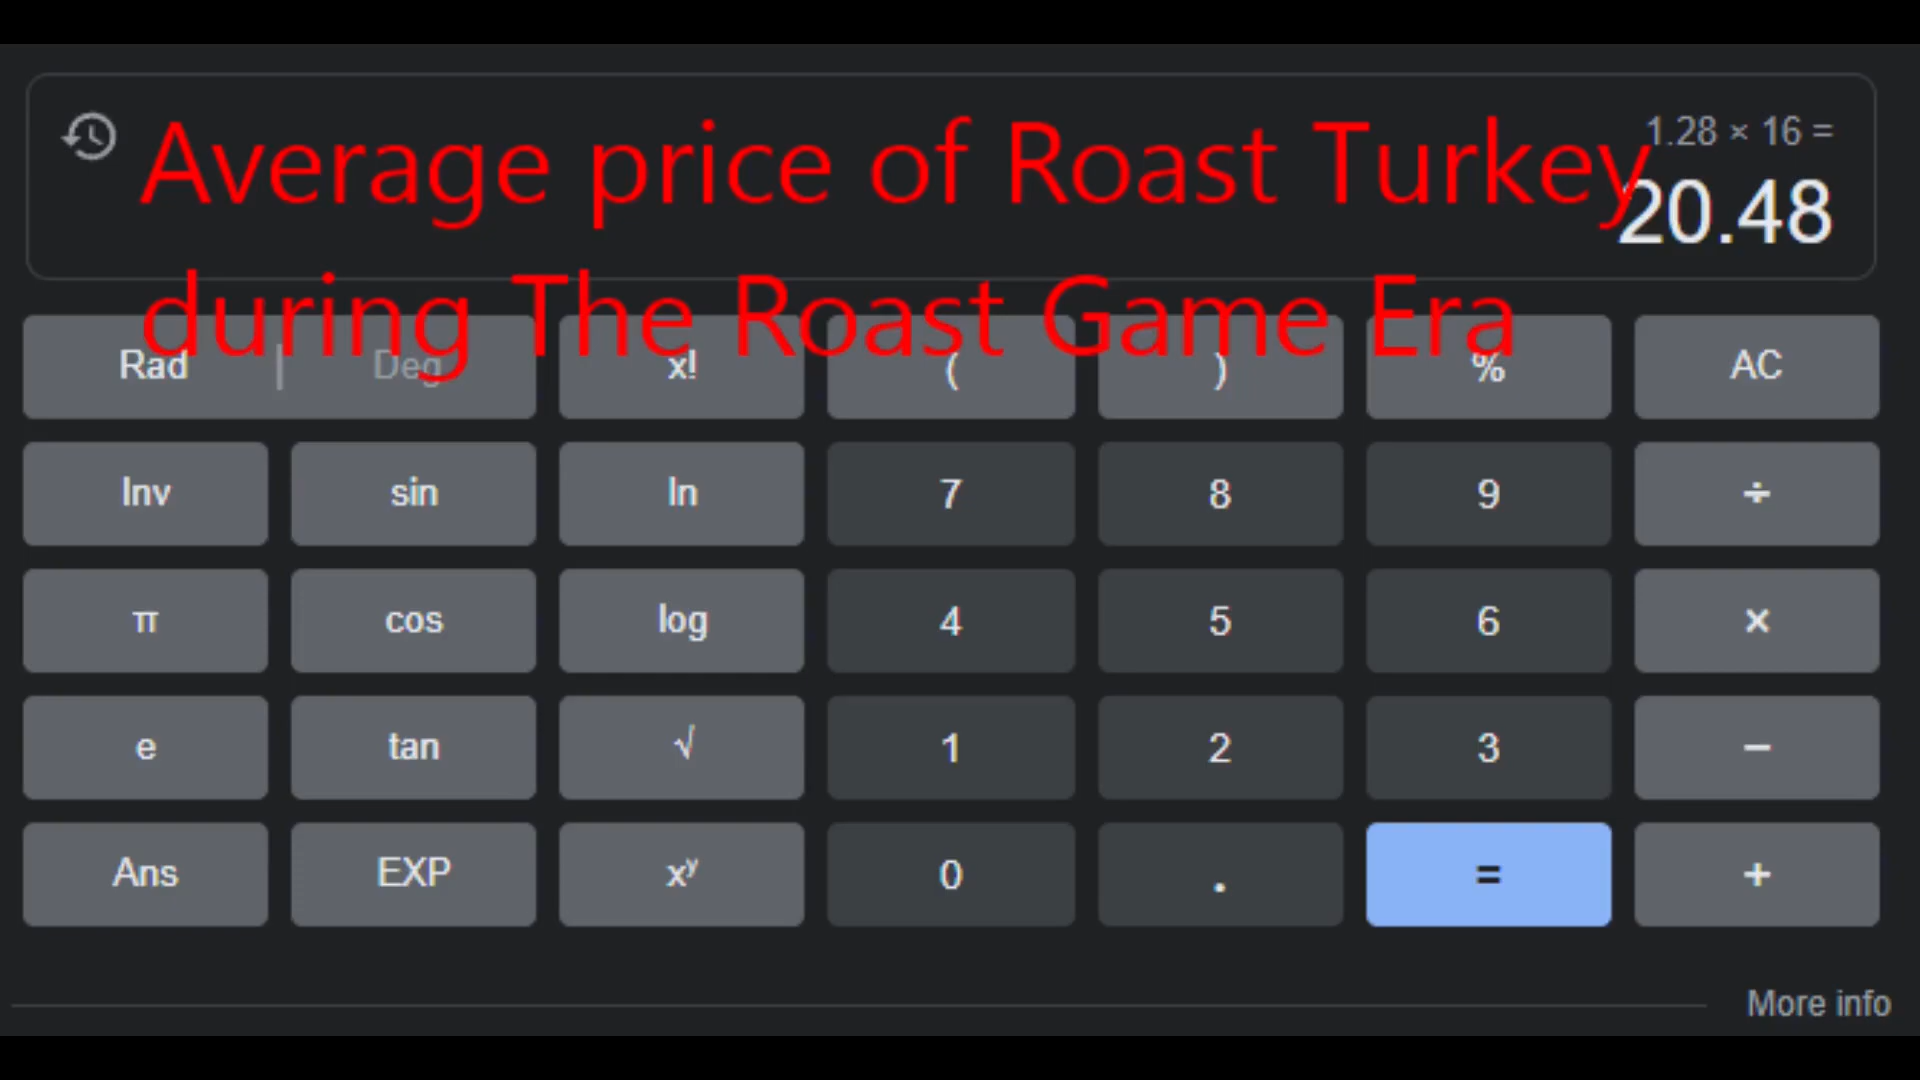 1.28 × 16 =
Average price of Roast Turkey
20.48
during The Roast Game Era
Rad | Deg x! ( ) % AC
Inv sin ln 7 8 9 ÷
π cos log 4 5 6 ×
e tan √ 1 2 3 −
Ans EXP xʸ 0 . = +
More info